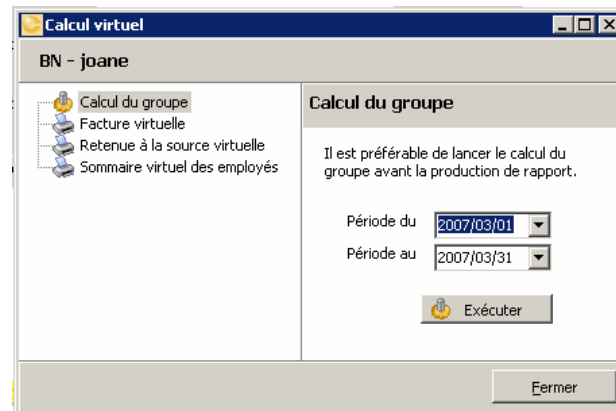 Calcul virtuel
BN - joane
Calcul du groupe
Facture virtuelle
Retenue à la source virtuelle
Sommaire virtuel des employés
Calcul du groupe
Il est préférable de lancer le calcul du
groupe avant la production de rapport.
Période du 2007/03/01
Période au 2007/03/31
Exécuter
Fermer